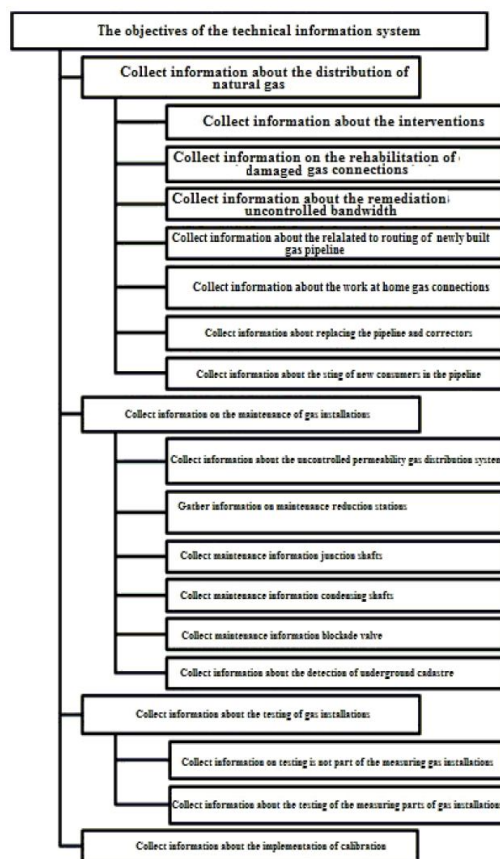 The objectives of the technical information system
Collect information about the distribution of
natural gas
Collect information about the interventions
Collect information on the rehabilitation of
damaged gas connections
Collect information about the remediation
uncontrolled bandwidth
Collect information about the relalated to routing of newly built
gas pipeline
Collect information about the work at home gas connections
Collect information about replacing the pipeline and correctors
Collect information about the sting of new consumers in the pipeline
Collect information on the maintenance of gas installations
Collect information about the uncontrolled permeability gas distribution system
Gather information on maintenance reduction stations
Collect maintenance information junction shafts
Collect maintenance information condensing shafts
Collect maintenance information blockade valve
Collect information about the detection of underground cadastre
Collect information about the testing of gas installations
Collect information on testing is not part of the measuring gas installations
Collect information about the testing of the measuring parts of gas installation
Collect information about the implementation of calibration